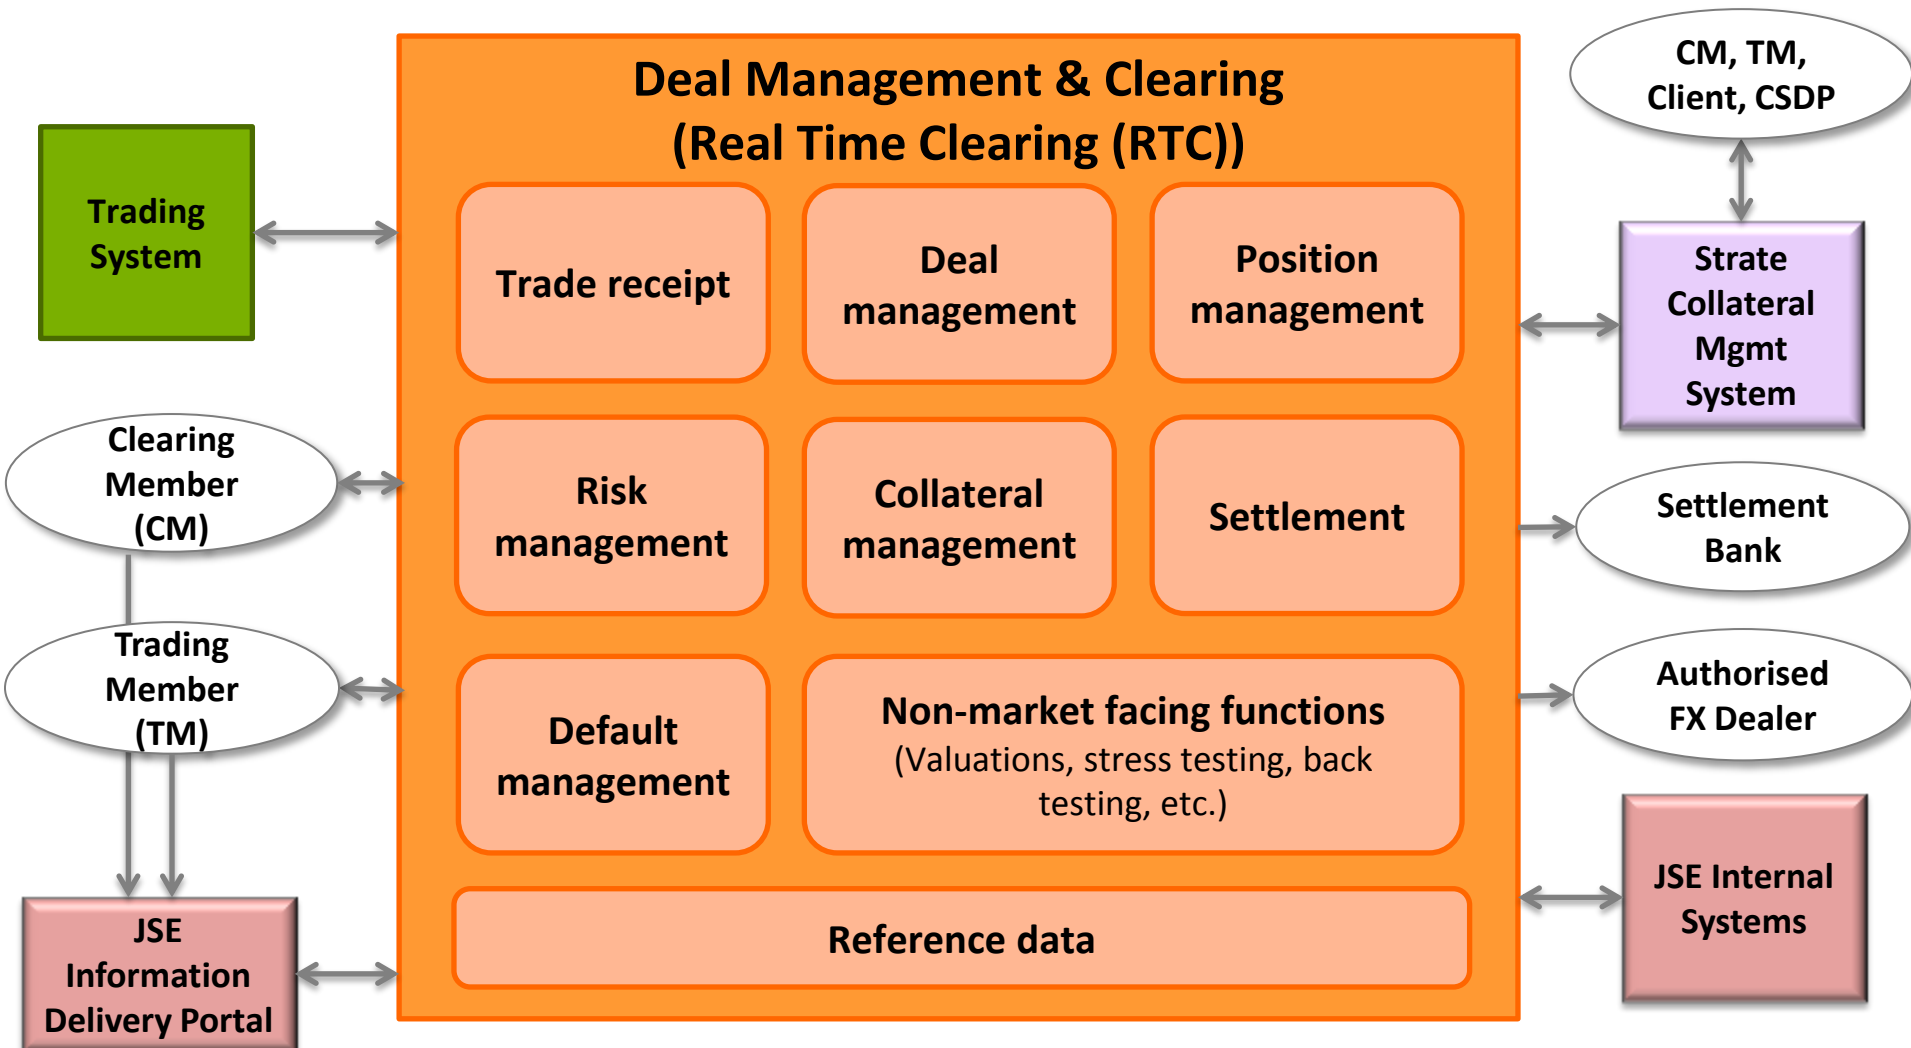 Deal Management & Clearing
(Real Time Clearing (RTC))
Trading
System
Clearing
Member
(CM)
Trading
Member
(TM)
JSE
Information
Delivery Portal
Trade receipt
Deal
management
Position
management
Risk
management
Collateral
management
Settlement
Default
management
Non-market facing functions
(Valuations, stress testing, back
testing, etc.)
Reference data
CM, TM,
Client, CSDP
Strate
Collateral
Mgmt
System
Settlement
Bank
Authorised
FX Dealer
JSE Internal
Systems